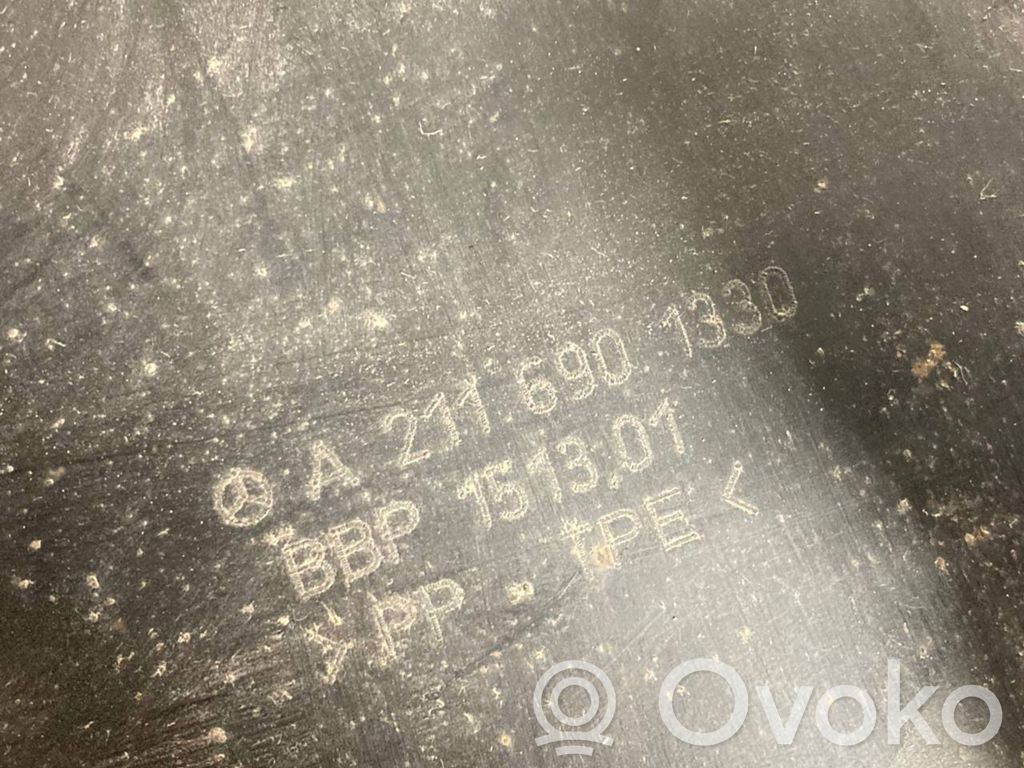 A 211 690 1330
BBP 1513.01
>PP - TPE<
Ovoko